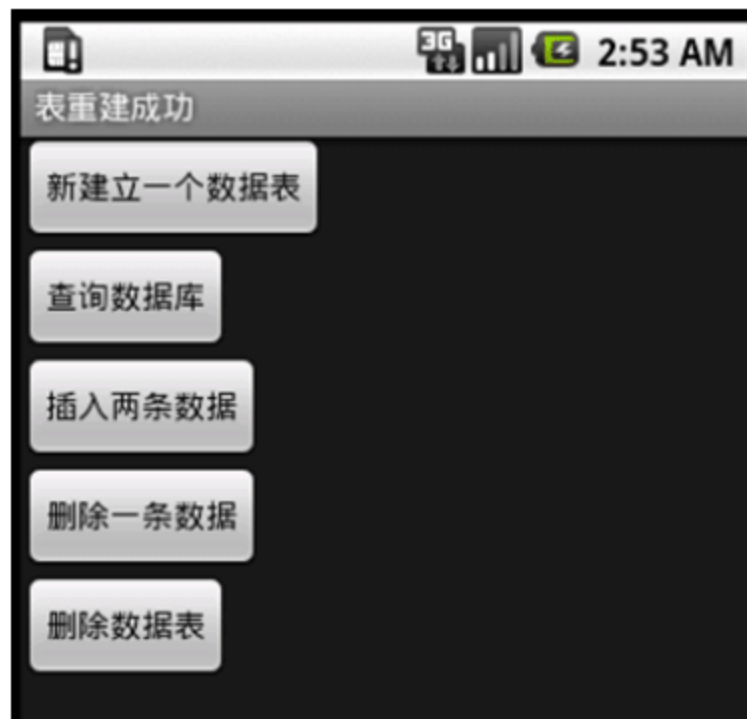 3G 2:53 AM
表重建成功
新建立一个数据表
查询数据库
插入两条数据
删除一条数据
删除数据表